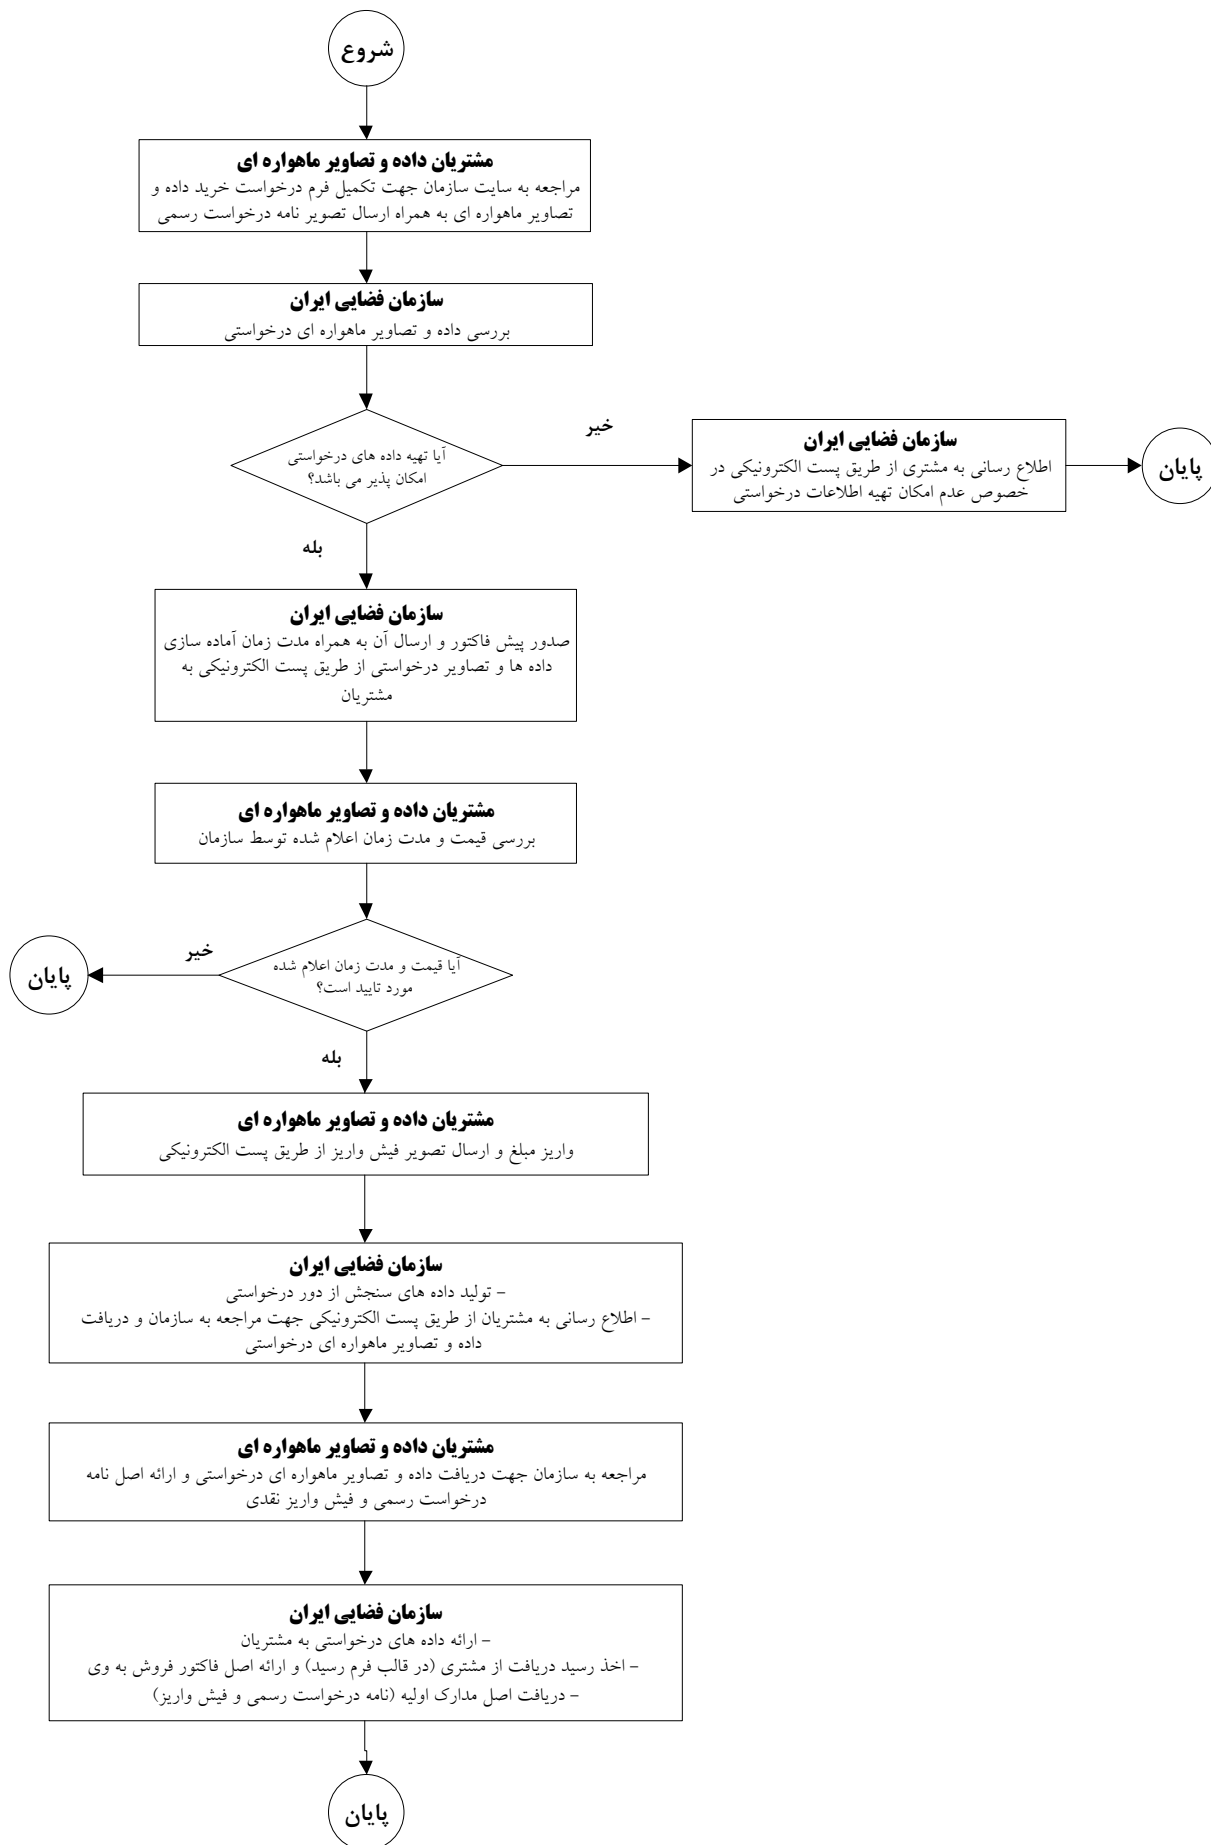 شروع
مشتریان داده و تصاویر ماهواره ای
مراجعه به سایت سازمان جهت تکمیل فرم درخواست خرید داده و
تصاویر ماهواره ای به همراه ارسال تصویر نامه درخواست رسمی
سازمان فضایی ایران
بررسی داده و تصاویر ماهواره ای درخواستی
آیا تهیه داده های درخواستی
امکان پذیر می باشد؟
خیر
سازمان فضایی ایران
اطلاع رسانی به مشتری از طریق پست الکترونیکی در
خصوص عدم امکان تهیه اطلاعات درخواستی
پایان
بله
سازمان فضایی ایران
صدور پیش فاکتور و ارسال آن به همراه مدت زمان آماده سازی
داده ها و تصاویر درخواستی از طریق پست الکترونیکی به
مشتریان
مشتریان داده و تصاویر ماهواره ای
بررسی قیمت و مدت زمان اعلام شده توسط سازمان
آیا قیمت و مدت زمان اعلام شده
مورد تایید است؟
خیر
پایان
بله
مشتریان داده و تصاویر ماهواره ای
واریز مبلغ و ارسال تصویر فیش واریز از طریق پست الکترونیکی
سازمان فضایی ایران
- تولید داده های سنجش از دور درخواستی
- اطلاع رسانی به مشتریان از طریق پست الکترونیکی جهت مراجعه به سازمان و دریافت
داده و تصاویر ماهواره ای درخواستی
مشتریان داده و تصاویر ماهواره ای
مراجعه به سازمان جهت دریافت داده و تصاویر ماهواره ای درخواستی و ارائه اصل نامه
درخواست رسمی و فیش واریز نقدی
سازمان فضایی ایران
- ارائه داده های درخواستی به مشتریان
- اخذ رسید دریافت از مشتری (در قالب فرم رسید) و ارائه اصل فاکتور فروش به وی
- دریافت اصل مدارک اولیه (نامه درخواست رسمی و فیش واریز)
پایان